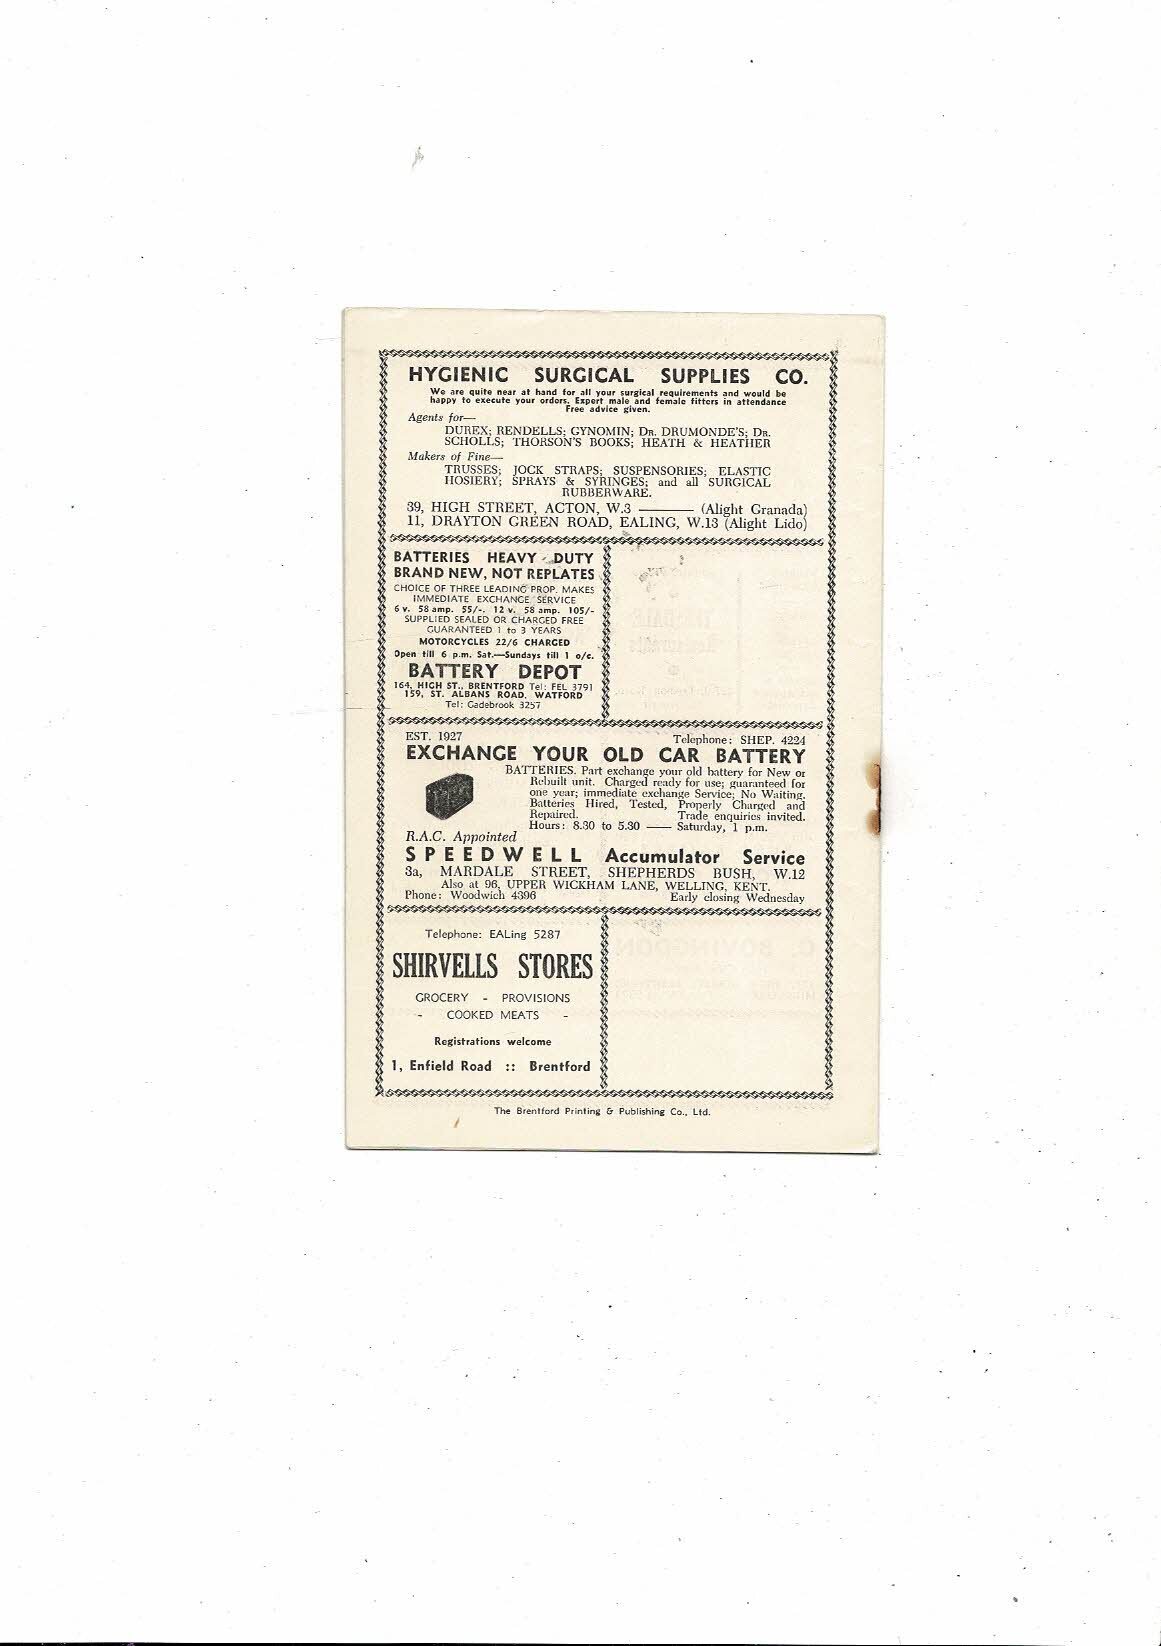 HYGIENIC SURGICAL SUPPLIES CO.
We are quite near at hand for all your surgical requirements and would be
happy to execute your orders. Expert male and female fitters in attendance
Free advice given.
Agents for—
DUREX; RENDELLS; GYNOMIN; DR. DRUMONDE'S; DR.
SCHOLLS; THORSON'S BOOKS; HEATH & HEATHER
Makers of Fine—
TRUSSES; JOCK STRAPS; SUSPENSORIES; ELASTIC
HOSIERY; SPRAYS & SYRINGES; and all SURGICAL
RUBBERWARE.
39, HIGH STREET, ACTON, W.3 ——— (Alight Granada)
11, DRAYTON GREEN ROAD, EALING, W.13 (Alight Lido)
BATTERIES HEAVY DUTY
BRAND NEW, NOT REPLATES
CHOICE OF THREE LEADING PROP. MAKES
IMMEDIATE EXCHANGE SERVICE
6 v. 58 amp. 55/-. 12 v. 58 amp. 105/-
SUPPLIED SEALED OR CHARGED FREE
GUARANTEED 1 to 3 YEARS
MOTORCYCLES 22/6 CHARGED
Open till 6 p.m. Sat.—Sundays till 1 o/c.
BATTERY DEPOT
164, HIGH ST., BRENTFORD Tel: FEL 3791
159, ST. ALBANS ROAD, WATFORD
Tel: Gadebrook 3257
EST. 1927 Telephone: SHEP. 4224
EXCHANGE YOUR OLD CAR BATTERY
BATTERIES. Part exchange your old battery for New or
Rebuilt unit. Charged ready for use; guaranteed for
one year; immediate exchange Service; No Waiting.
Batteries Hired, Tested, Properly Charged and
Repaired. Trade enquiries invited.
Hours: 8.30 to 5.30 —— Saturday, 1 p.m.
R.A.C. Appointed
SPEEDWELL Accumulator Service
3a, MARDALE STREET, SHEPHERDS BUSH, W.12
Also at 96, UPPER WICKHAM LANE, WELLING, KENT.
Phone: Woodwich 4396 Early closing Wednesday
Telephone: EALing 5287
SHIRVELLS STORES
GROCERY - PROVISIONS
- COOKED MEATS -
Registrations welcome
1, Enfield Road :: Brentford
The Brentford Printing & Publishing Co., Ltd.